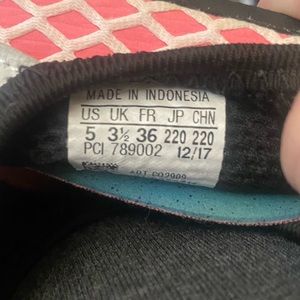 MADE IN INDONESIA
US UK FR JP CHN
5 3½ 36 220 220
PCI 789002 12/17